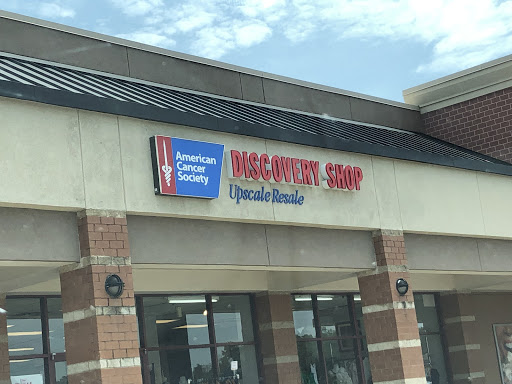 American
Cancer
Society
DISCOVERY SHOP
Upscale Resale